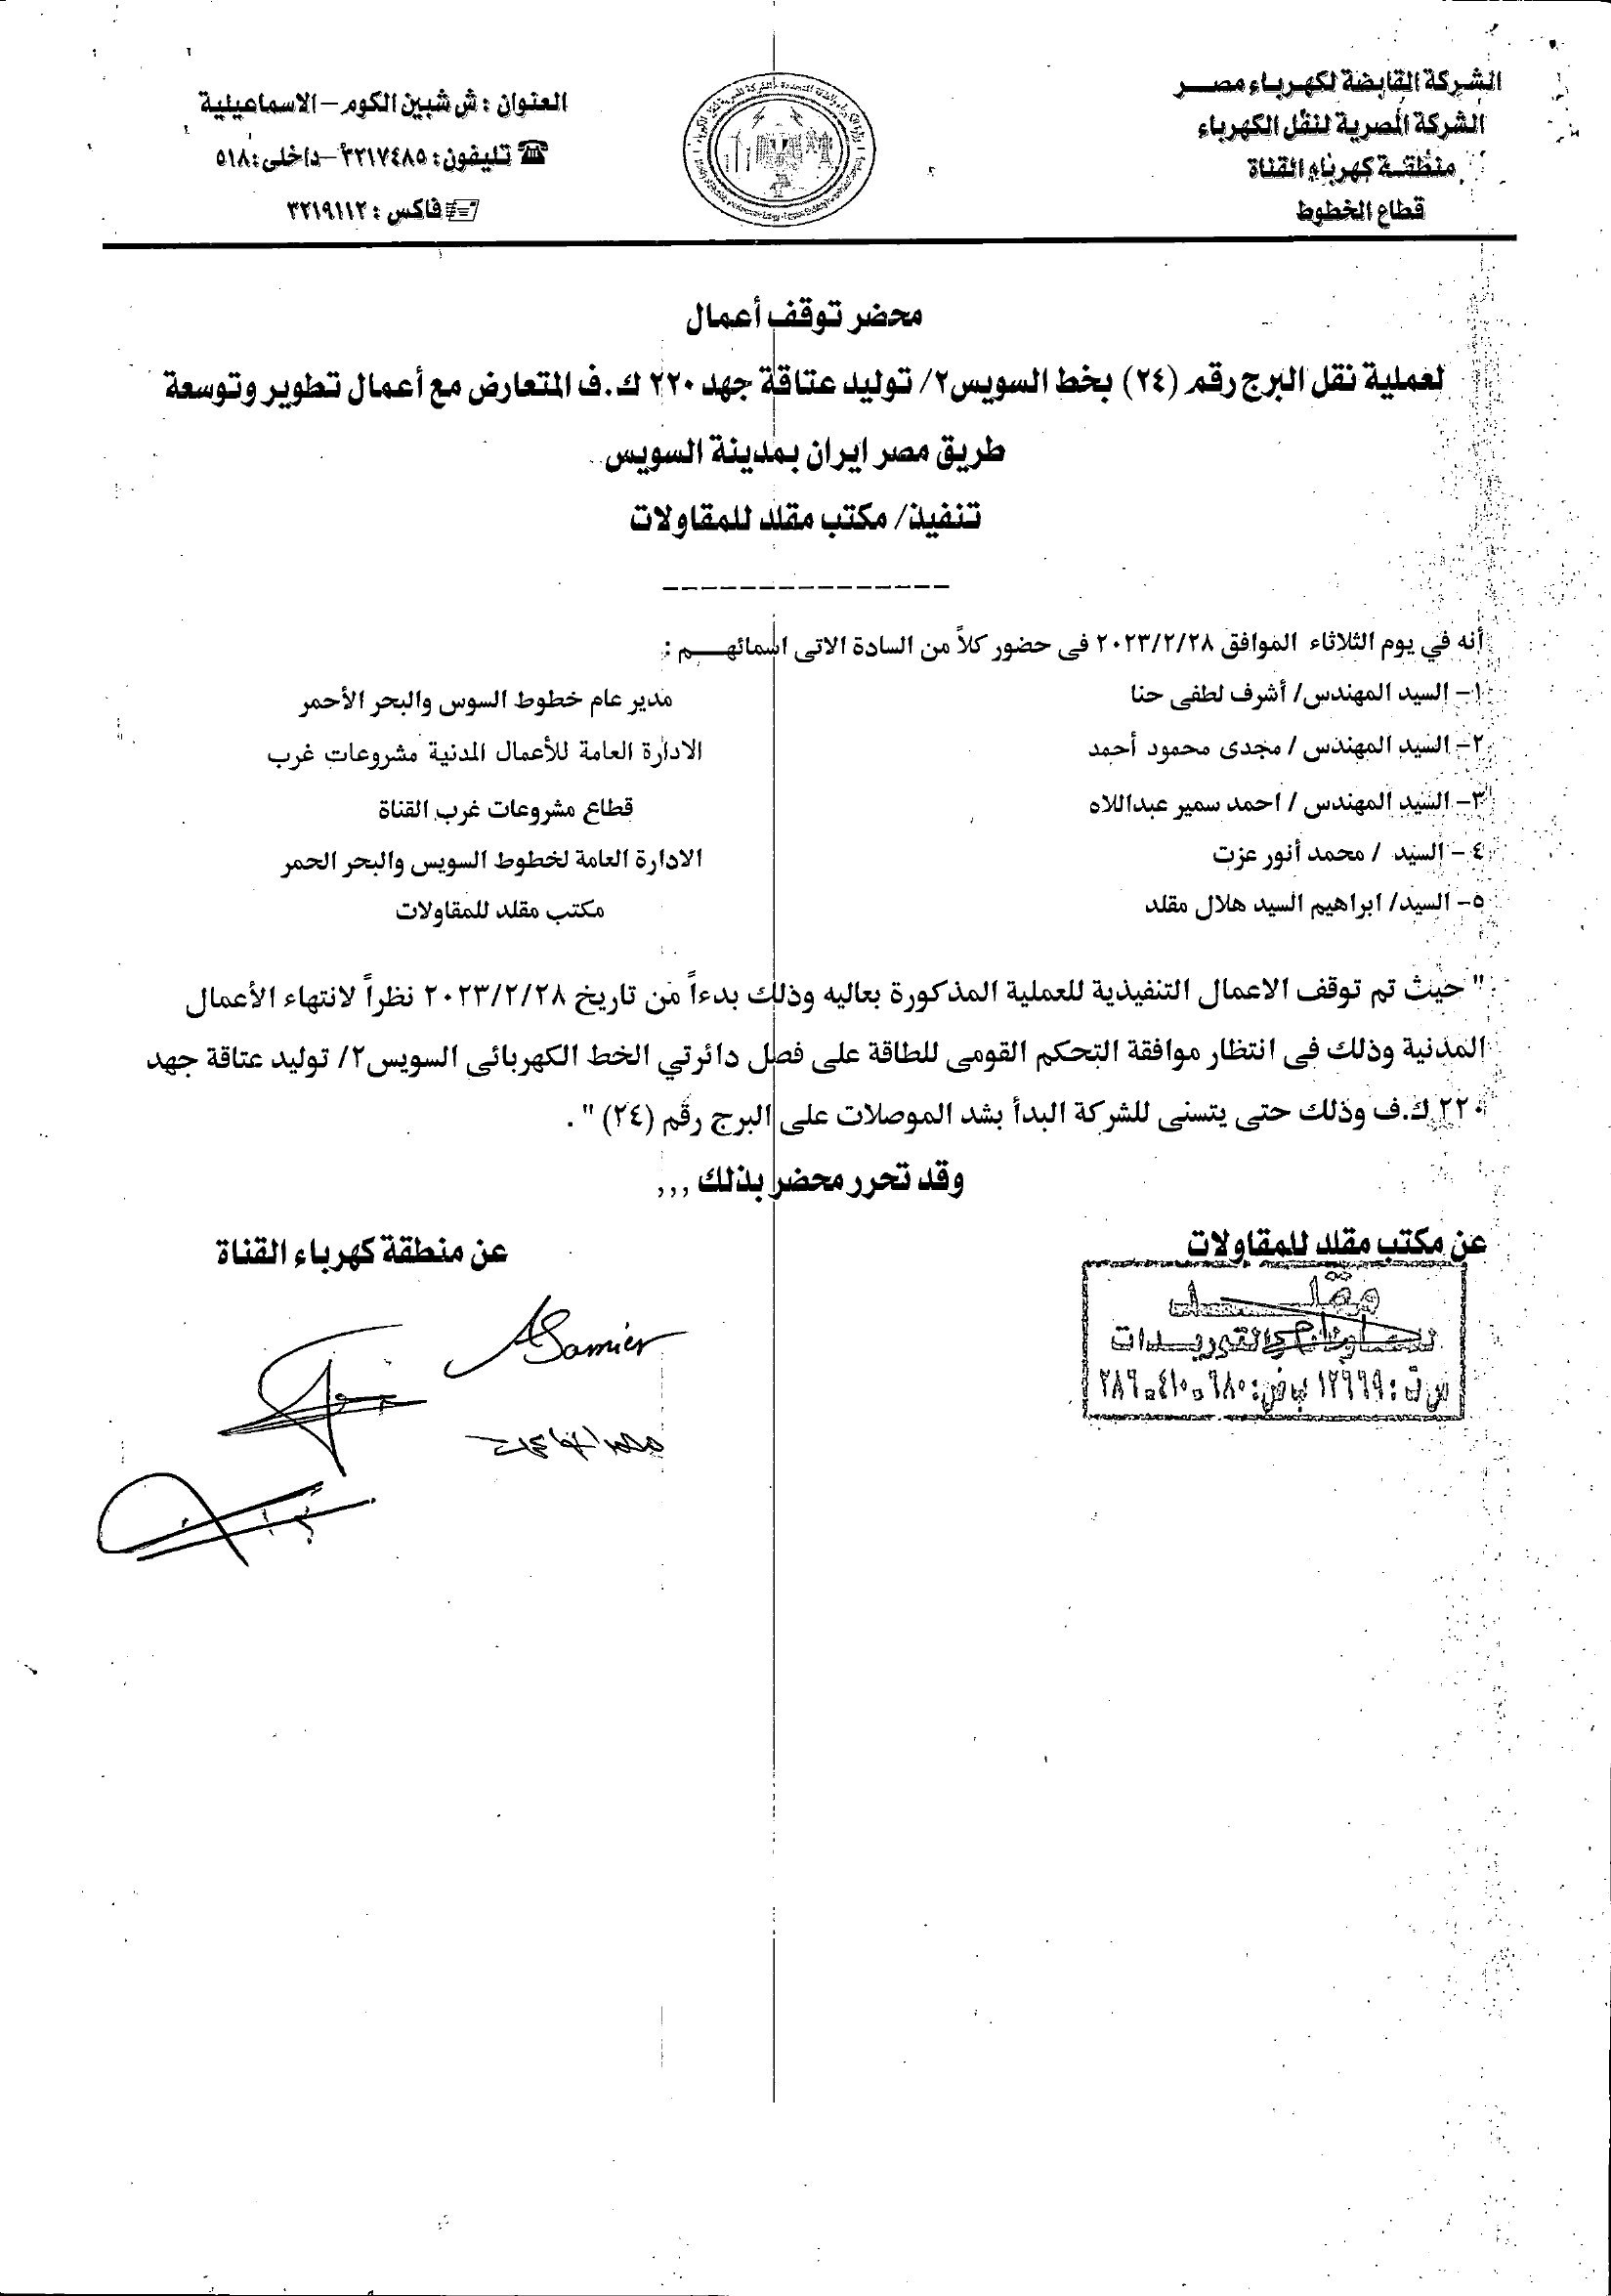 الشركة القابضة لكهرباء مصـــر
الشركة المصرية لنقل الكهرباء
منطقـة كهرباء القناة
قطاع الخطوط
العنوان : ش شبين الكوم – الاسماعيلية
تليفون: ٣٢١٧٤٨٥ – داخلى: ٥١٨
فاكس : ٣٢١٩١١٢
محضر توقف أعمال
لعملية نقل البرج رقم (٢٤) بخط السويس٢/ توليد عتاقة جهد ٢٢٠ ك.ف المتعارض مع أعمال تطوير وتوسعة
طريق مصر ايران بمدينة السويس
تنفيذ/ مكتب مقلد للمقاولات
---------------
أنه في يوم الثلاثاء الموافق ٢٠٢٣/٢/٢٨ فى حضور كلاً من السادة الاتى اسمائهـــم :
١- السيد المهندس/ أشرف لطفى حنا مدير عام خطوط السوس والبحر الأحمر
٢- السيد المهندس / مجدى محمود أحمد الادارة العامة للأعمال المدنية مشروعات غرب
٣- السيد المهندس / احمد سمير عبداللاه قطاع مشروعات غرب القناة
٤- السيد / محمد أنور عزت الادارة العامة لخطوط السويس والبحر الحمر
٥- السيد/ ابراهيم السيد هلال مقلد مكتب مقلد للمقاولات
" حيث تم توقف الاعمال التنفيذية للعملية المذكورة بعاليه وذلك بدءاً من تاريخ ٢٠٢٣/٢/٢٨ نظراً لانتهاء الأعمال
المدنية وذلك فى انتظار موافقة التحكم القومى للطاقة على فصل دائرتي الخط الكهربائى السويس٢/ توليد عتاقة جهد
٢٢٠ ك.ف وذلك حتى يتسنى للشركة البدأ بشد الموصلات على البرج رقم (٢٤) ".
وقد تحرر محضر بذلك ,,,
عن مكتب مقلد للمقاولات
عن منطقة كهرباء القناة
مقلـــــد
للمقاولات والتوريدات
س ت : ١٢٦٦٩ ب ض: ٢٨٦٠٤١٠٠٦٨٠
ASamier
محمد انور عزت